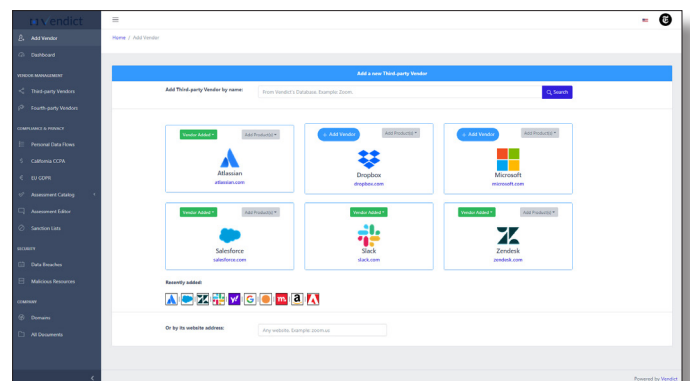 Vendict
Add Vendor
Dashboard
VENDOR MANAGEMENT
Third-party Vendors
Fourth-party Vendors
COMPLIANCE & PRIVACY
Personal Data Flows
California CCPA
EU GDPR
Assessment Catalog
Assessment Editor
Sanction Lists
SECURITY
Data Breaches
Malicious Resources
COMPANY
Domains
All Documents
Home / Add Vendor
Add a new Third-party Vendor
Add Third-party Vendor by name:
From Vendict's Database. Example: Zoom.
Search
Vendor Added
Add Product(s)
Atlassian
atlassian.com
+ Add Vendor
Add Product(s)
Dropbox
dropbox.com
+ Add Vendor
Add Product(s)
Microsoft
microsoft.com
Vendor Added
Add Product(s)
Salesforce
salesforce.com
Vendor Added
Slack
slack.com
Vendor Added
Add Product(s)
Zendesk
zendesk.com
Recently added:
y! G m a
Or by its website address:
Any website. Example: zoom.us
Powered by Vendict